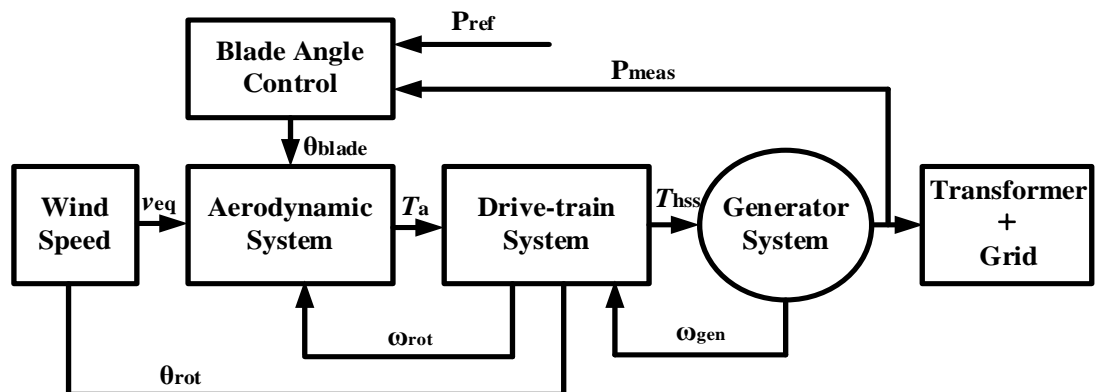 Pref
Blade Angle
Control
Pmeas
θblade
Wind
Speed
veq
Aerodynamic
System
Ta
Drive-train
System
Thss
Generator
System
Transformer
+
Grid
ωrot
ωgen
θrot